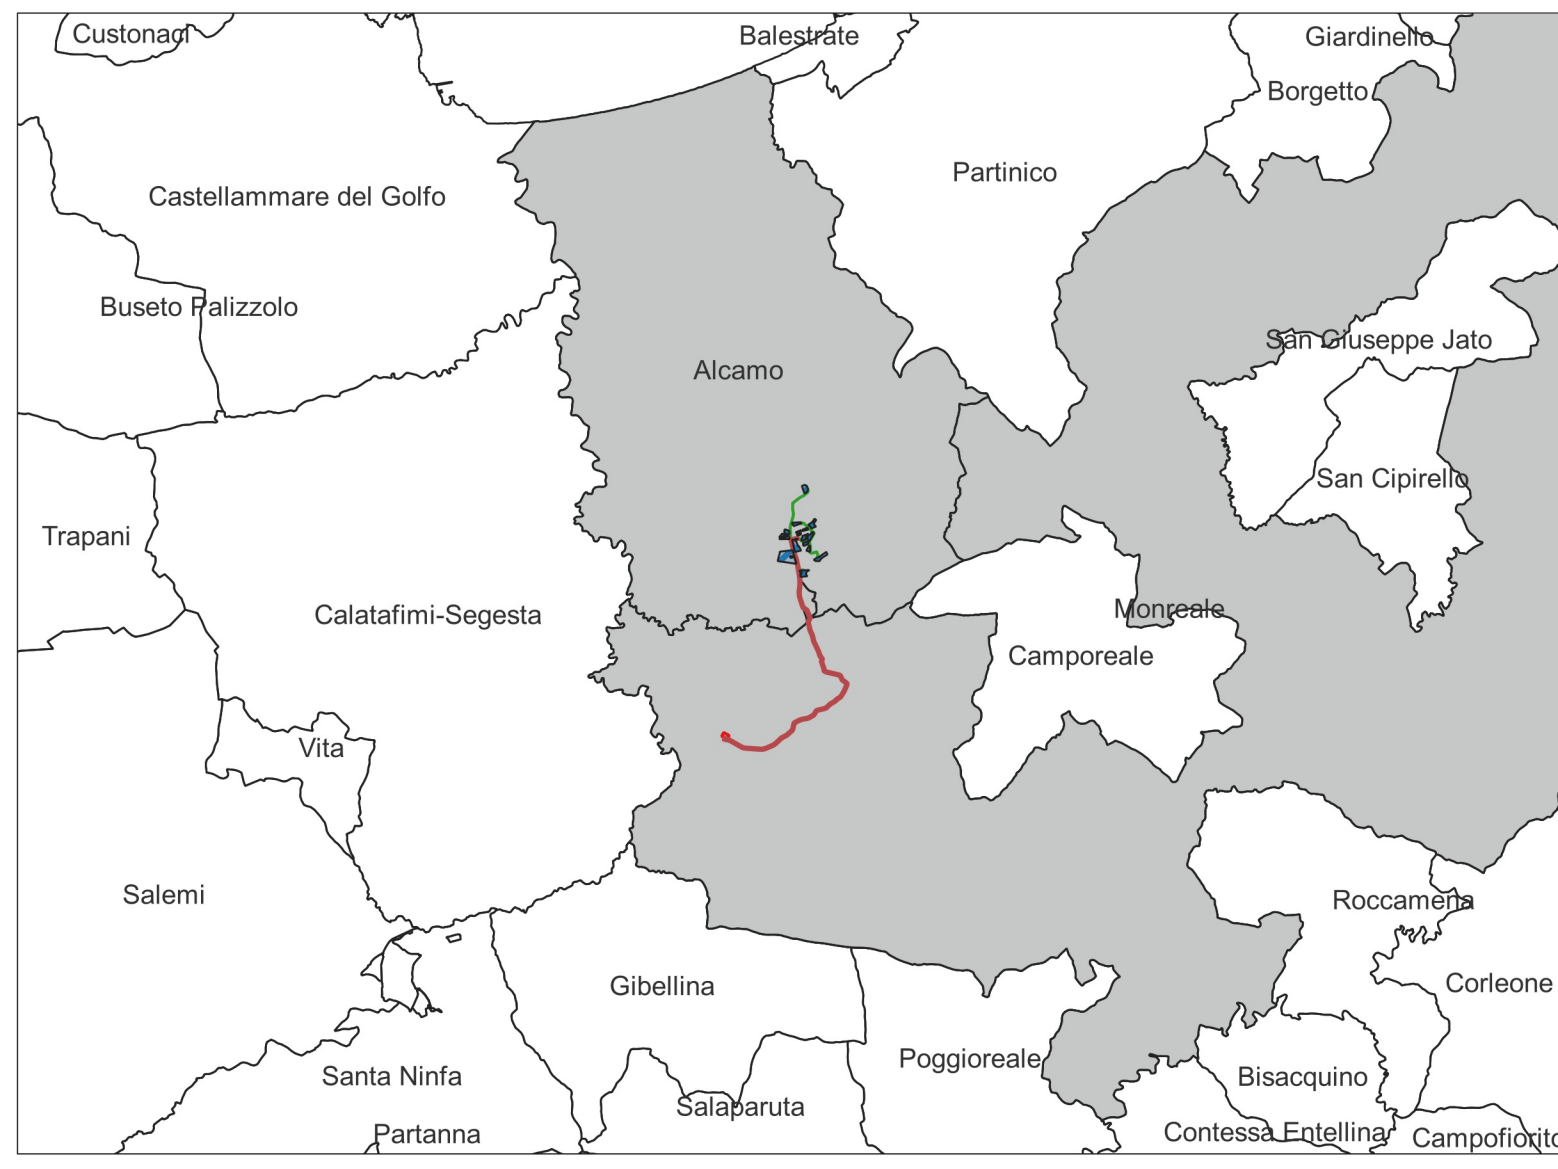 Custonaci
Balestrate
Giardinello
Borgetto
Partinico
Castellammare del Golfo
Buseto Palizzolo
San Giuseppe Jato
Alcamo
San Cipirello
Trapani
Monreale
Calatafimi-Segesta
Camporeale
Vita
Salemi
Roccamena
Corleone
Gibellina
Poggioreale
Santa Ninfa
Bisacquino
Salaparuta
Contessa Entellina
Partanna
Campofiorito